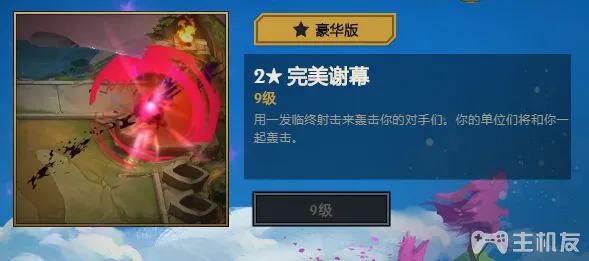 ★ 豪华版
2★ 完美谢幕
9级
用一发临终射击来轰击你的对手们。你的单位们将和你一
起轰击。
9级
主机友